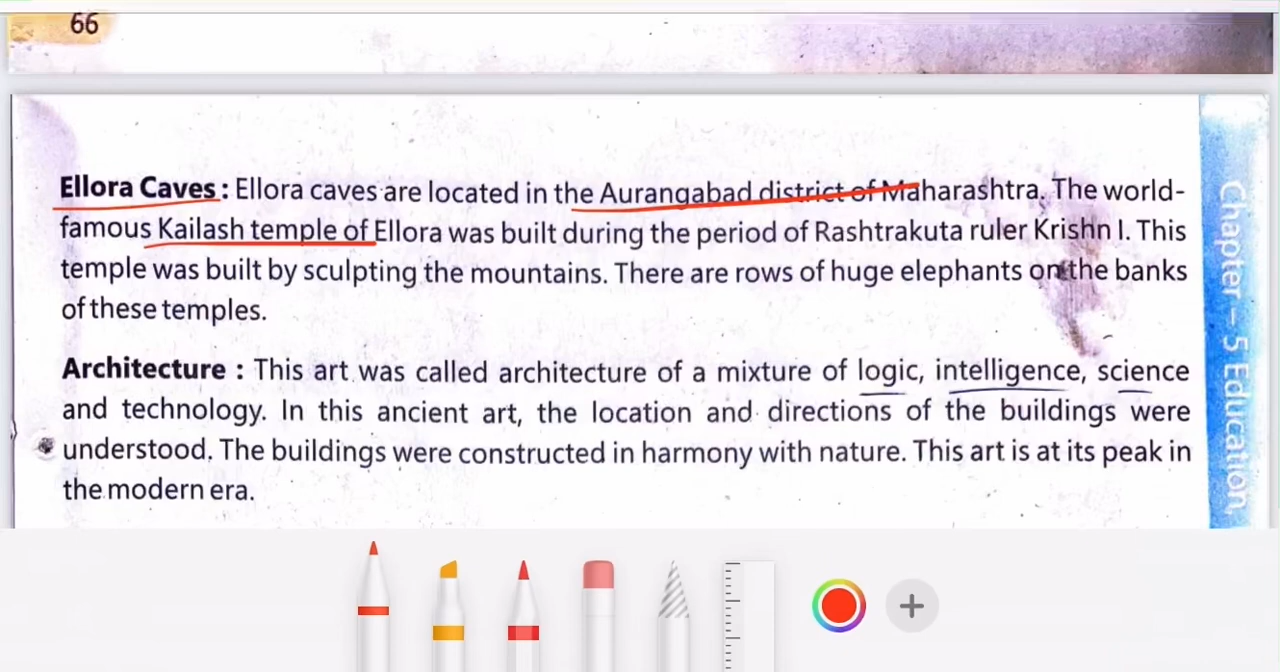 66
Ellora Caves : Ellora caves are located in the Aurangabad district of Maharashtra. The world-
famous Kailash temple of Ellora was built during the period of Rashtrakuta ruler Krishn I. This
temple was built by sculpting the mountains. There are rows of huge elephants on the banks
of these temples.
Architecture : This art was called architecture of a mixture of logic, intelligence, science
and technology. In this ancient art, the location and directions of the buildings were
understood. The buildings were constructed in harmony with nature. This art is at its peak in
the modern era.
Chapter – 5 Education,